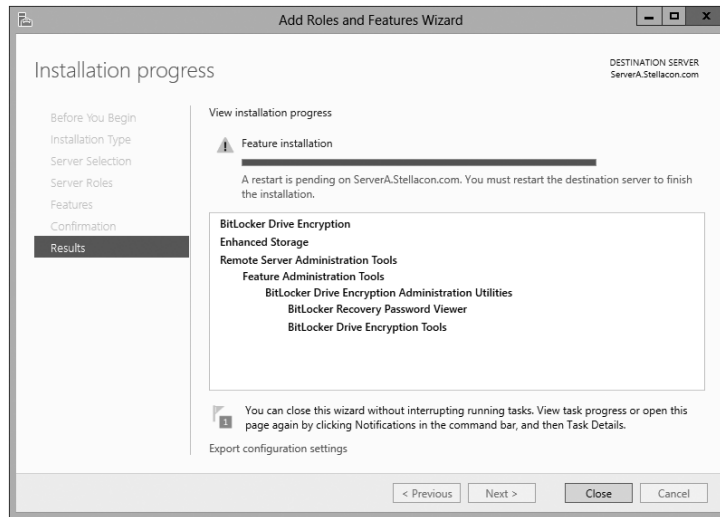 Add Roles and Features Wizard
Installation progress
DESTINATION SERVER
ServerA.Stellacon.com
Before You Begin
Installation Type
Server Selection
Server Roles
Features
Confirmation
Results
View installation progress
Feature installation
A restart is pending on ServerA.Stellacon.com. You must restart the destination server to finish
the installation.
BitLocker Drive Encryption
Enhanced Storage
Remote Server Administration Tools
Feature Administration Tools
BitLocker Drive Encryption Administration Utilities
BitLocker Recovery Password Viewer
BitLocker Drive Encryption Tools
1
You can close this wizard without interrupting running tasks. View task progress or open this
page again by clicking Notifications in the command bar, and then Task Details.
Export configuration settings
< Previous
Next >
Close
Cancel